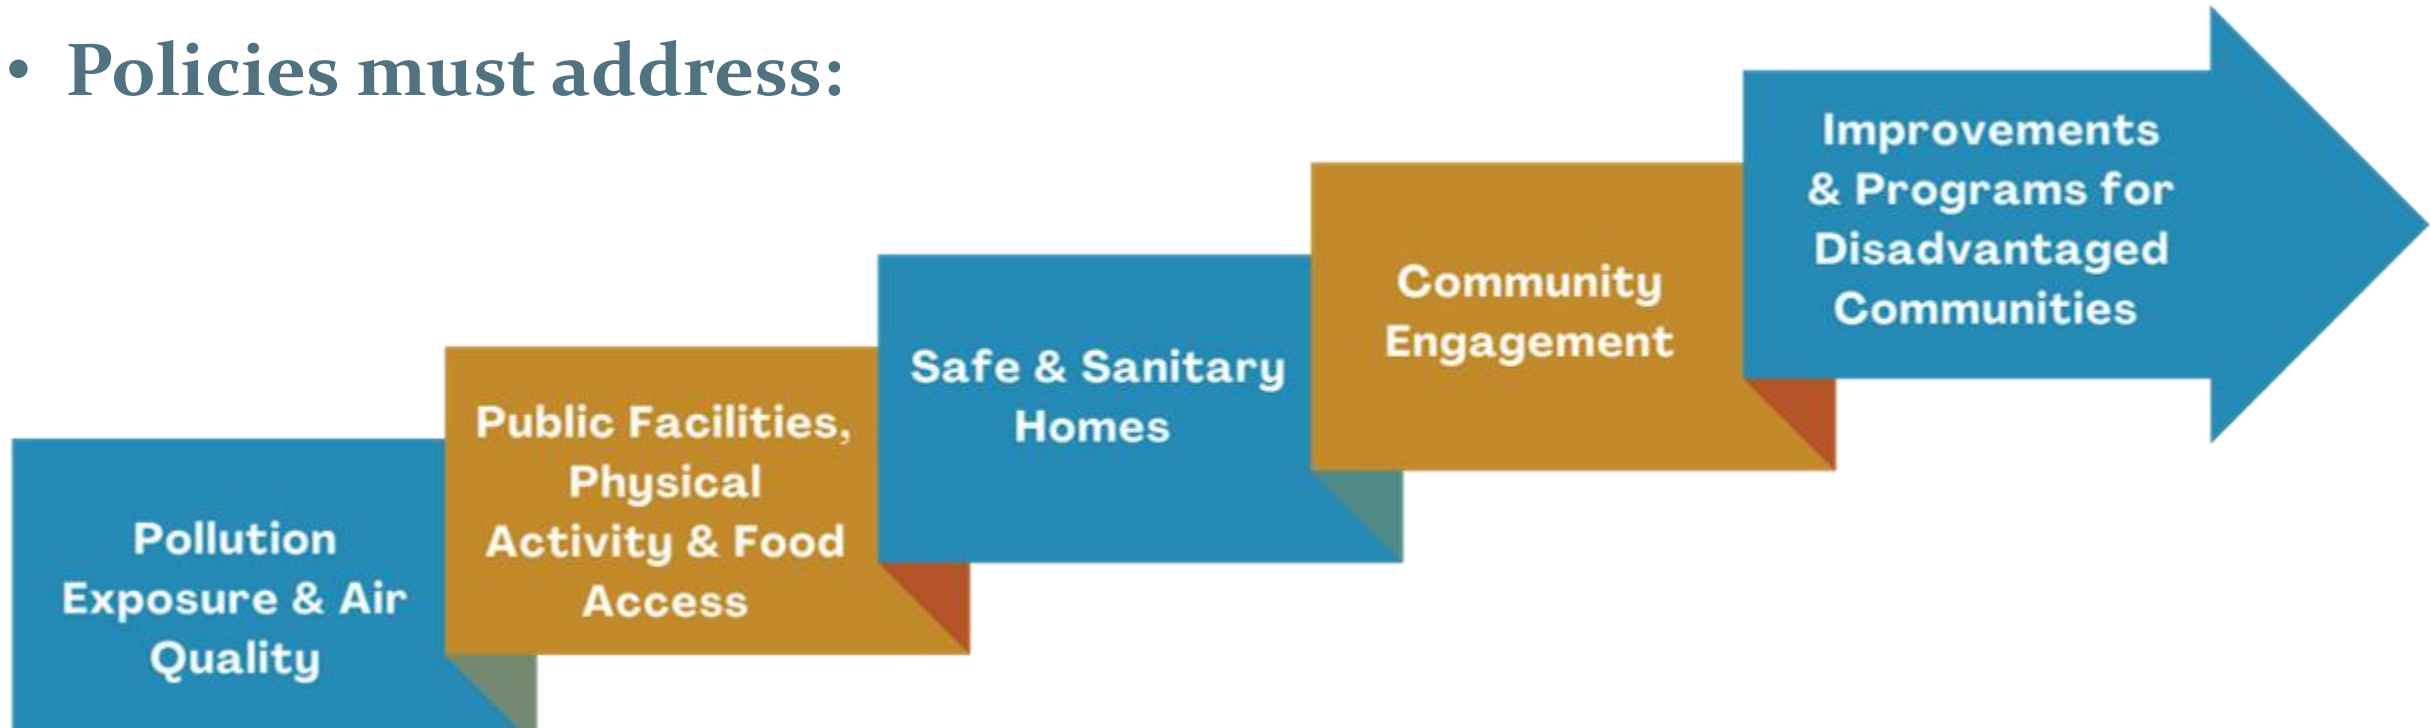 • Policies must address:
Pollution
Exposure & Air
Quality
Public Facilities,
Physical
Activity & Food
Access
Safe & Sanitary
Homes
Community
Engagement
Improvements
& Programs for
Disadvantaged
Communities